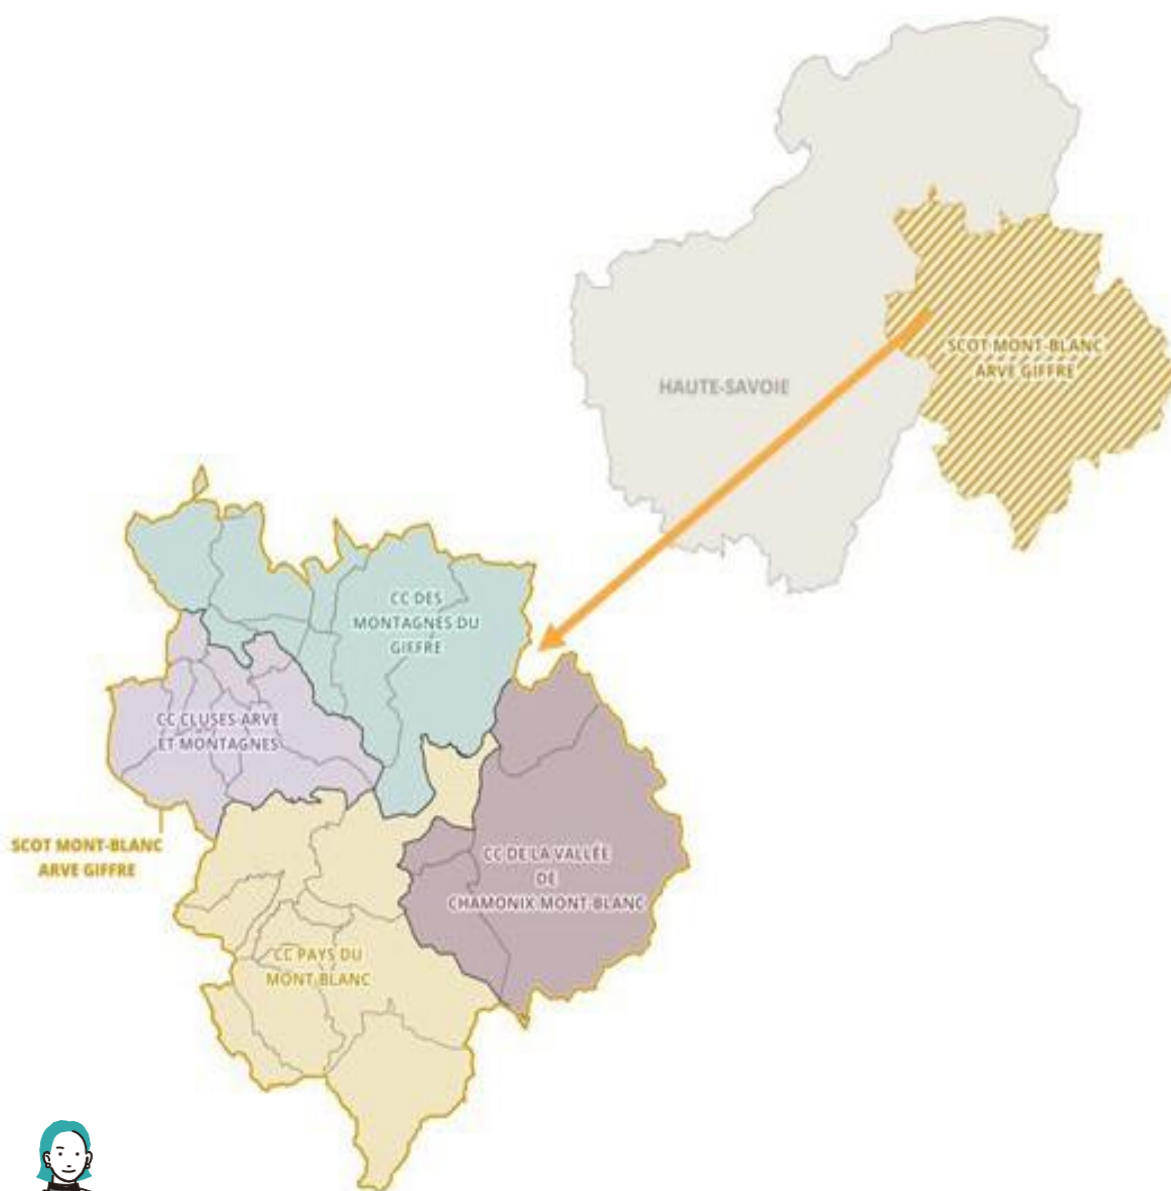 SCOT MONT-BLANC
ARVE GIFFRE
HAUTE-SAVOIE
CC DES
MONTAGNES DU
GIFFRE
CC CLUSES ARVE
ET MONTAGNES
SCOT MONT-BLANC
ARVE GIFFRE
CC DE LA VALLÉE
DE
CHAMONIX MONT-BLANC
CC PAYS DU
MONT BLANC